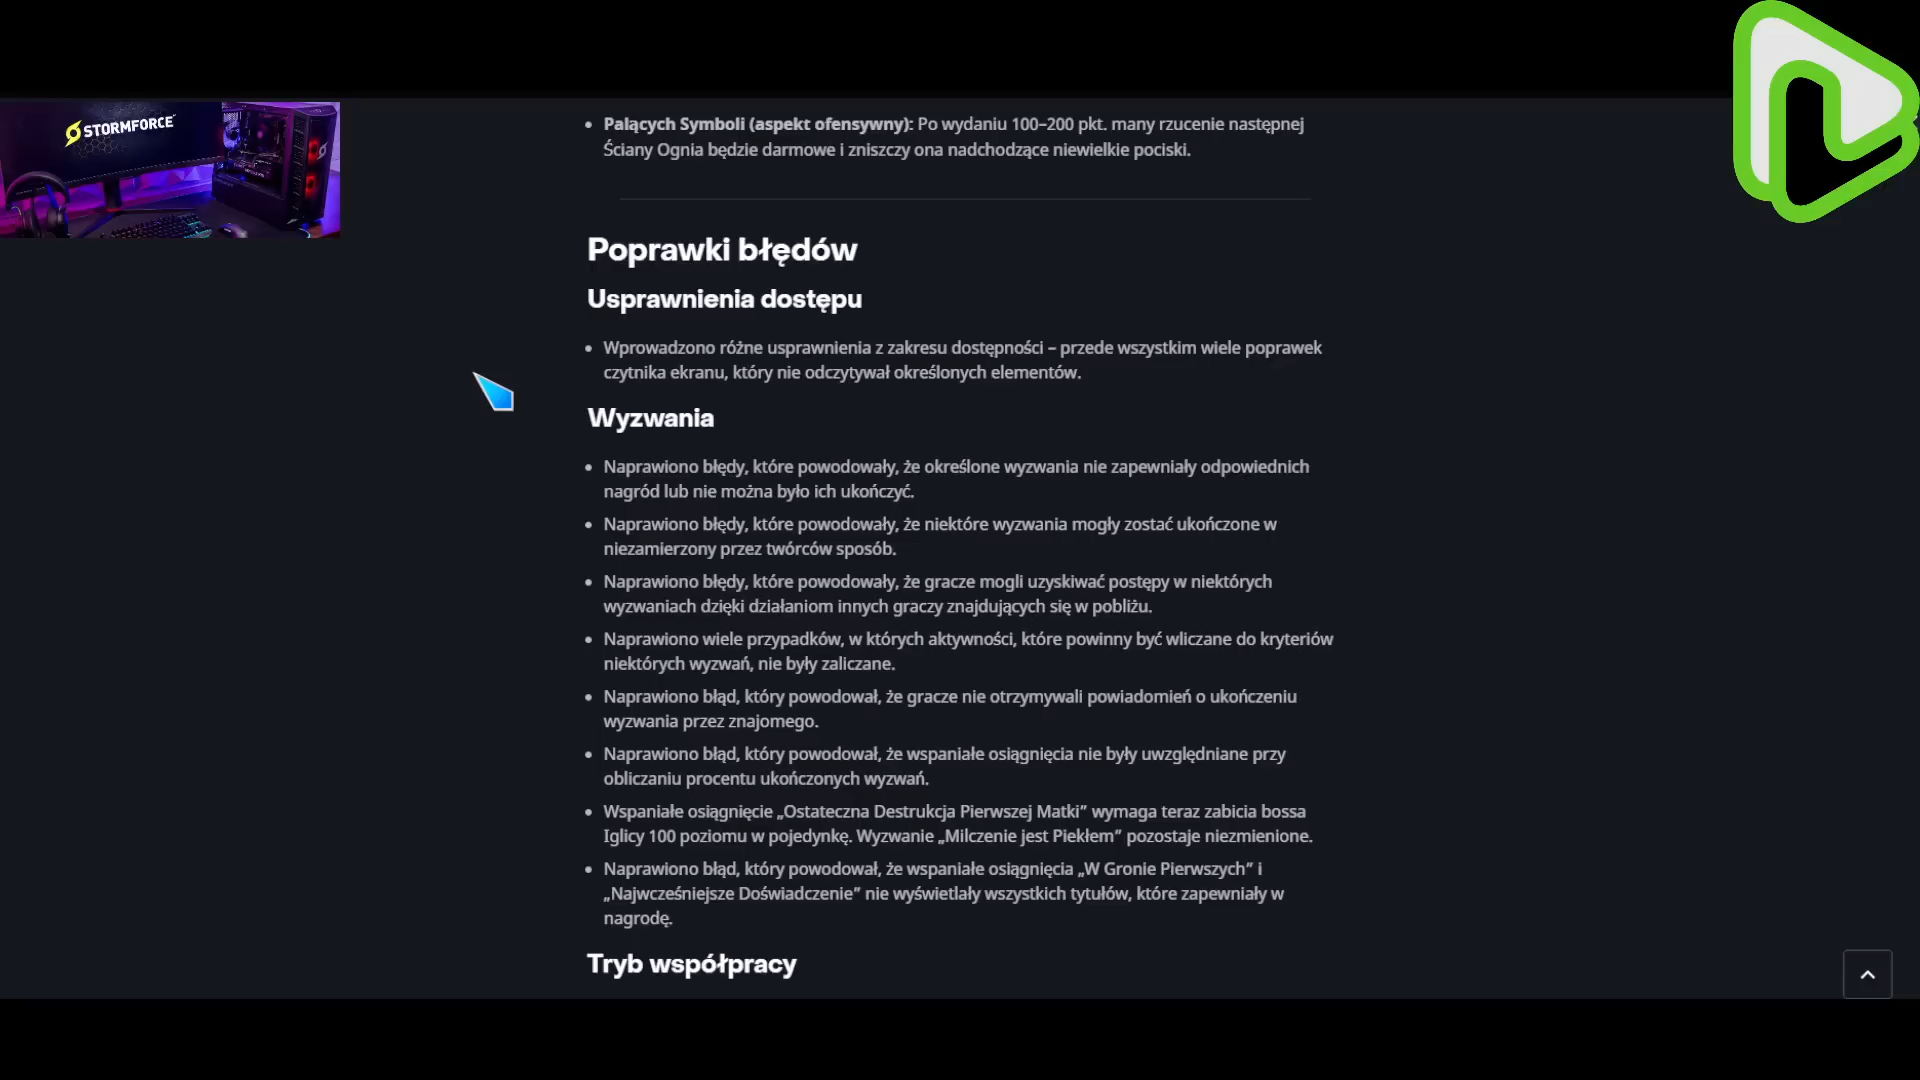 STORMFORCE
Palących Symboli (aspekt ofensywny): Po wydaniu 100–200 pkt. many rzucenie następnej
Ściany Ognia będzie darmowe i zniszczy ona nadchodzące niewielkie pociski.
Poprawki błędów
Usprawnienia dostępu
Wprowadzono różne usprawnienia z zakresu dostępności – przede wszystkim wiele poprawek
czytnika ekranu, który nie odczytywał określonych elementów.
Wyzwania
Naprawiono błędy, które powodowały, że określone wyzwania nie zapewniały odpowiednich
nagród lub nie można było ich ukończyć.
Naprawiono błędy, które powodowały, że niektóre wyzwania mogły zostać ukończone w
niezamierzony przez twórców sposób.
Naprawiono błędy, które powodowały, że gracze mogli uzyskiwać postępy w niektórych
wyzwaniach dzięki działaniom innych graczy znajdujących się w pobliżu.
Naprawiono wiele przypadków, w których aktywności, które powinny być wliczane do kryteriów
niektórych wyzwań, nie były zaliczane.
Naprawiono błąd, który powodował, że gracze nie otrzymywali powiadomień o ukończeniu
wyzwania przez znajomego.
Naprawiono błąd, który powodował, że wspaniałe osiągnięcia nie były uwzględniane przy
obliczaniu procentu ukończonych wyzwań.
Wspaniałe osiągnięcie „Ostateczna Destrukcja Pierwszej Matki” wymaga teraz zabicia bossa
Iglicy 100 poziomu w pojedynkę. Wyzwanie „Milczenie jest Piekłem” pozostaje niezmienione.
Naprawiono błąd, który powodował, że wspaniałe osiągnięcia „W Gronie Pierwszych” i
„Najwcześniejsze Doświadczenie” nie wyświetlały wszystkich tytułów, które zapewniały w
nagrodę.
Tryb współpracy